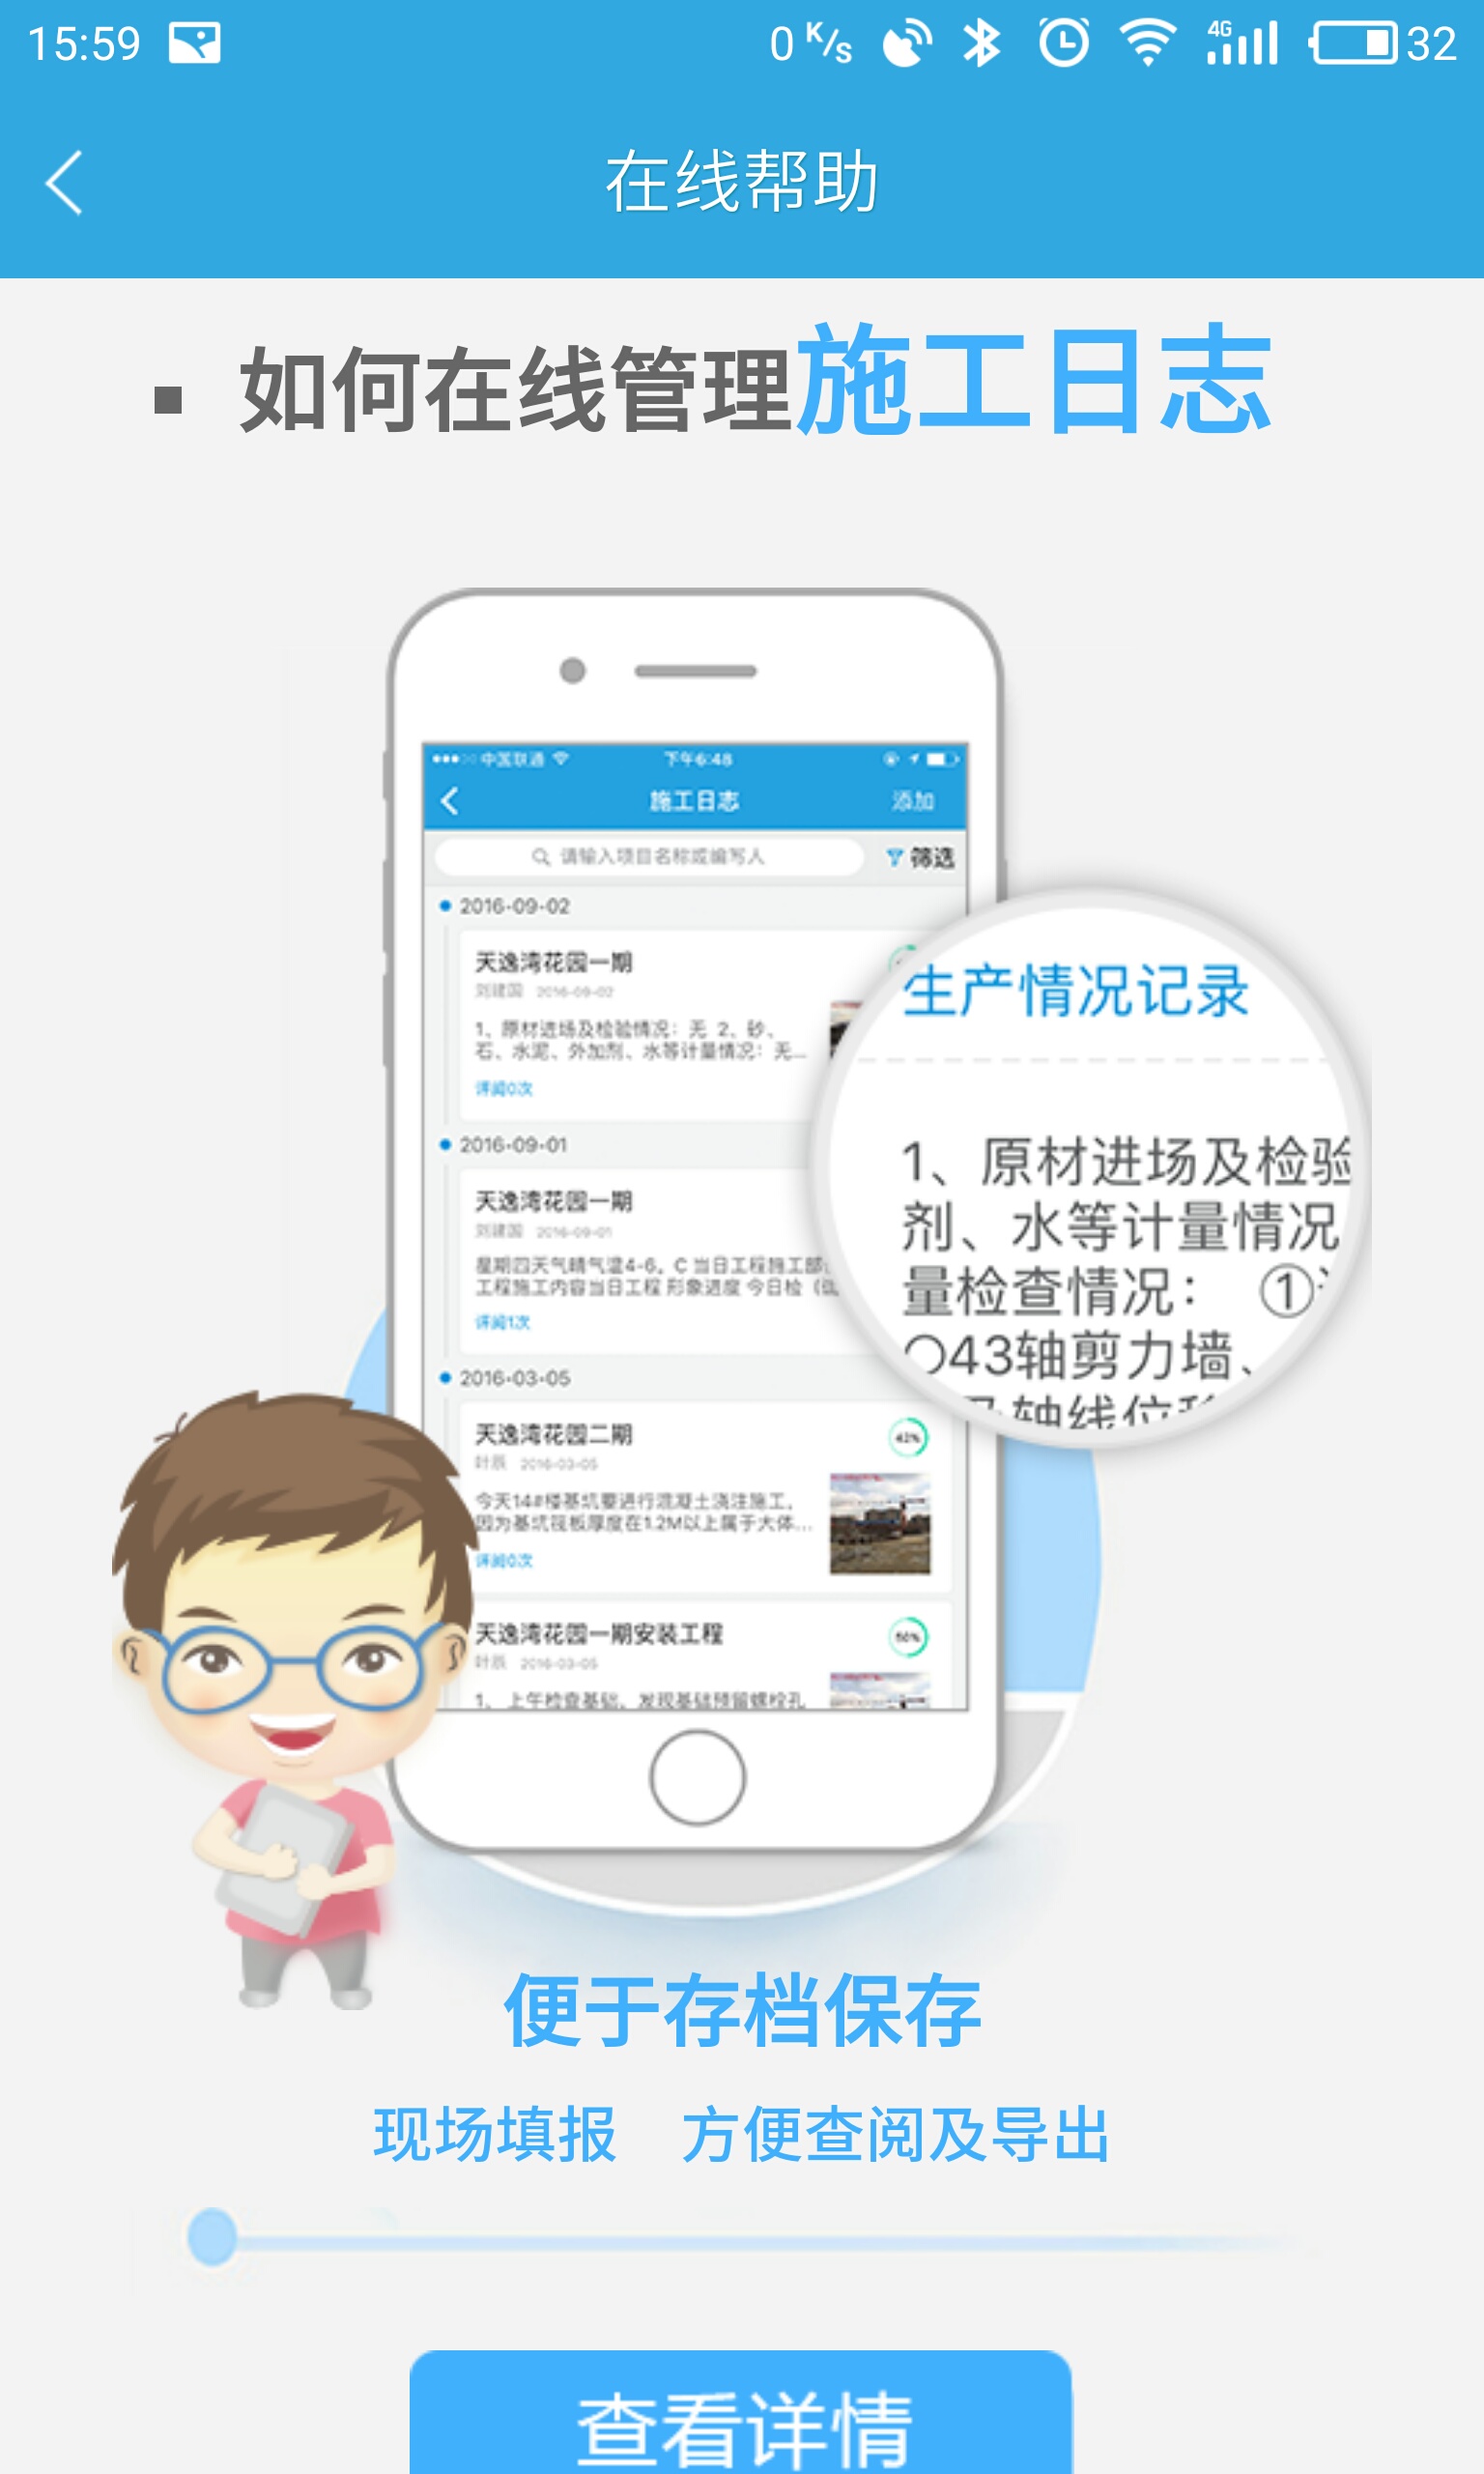 15:59
0 K/s 4G 32
在线帮助
▪ 如何在线管理施工日志
中国联通 下午6:48
施工日志 添加
请输入项目名称或编写人 筛选
2016-09-02
天逸湾花园一期
刘建国 2016-09-02
1、原材进场及检验情况：无 2、砂、
石、水泥、外加剂、水等计量情况：无...
评阅0次
生产情况记录
1、原材进场及检验
剂、水等计量情况
量检查情况： ①
43轴剪力墙、
轴线位
2016-09-01
天逸湾花园一期
刘建国 2016-09-01
星期四天气晴气温4-6。C 当日工程施工部
工程施工内容当日工程 形象进度 今日检
评阅1次
2016-03-05
天逸湾花园二期
42%
叶辰 2016-03-05
今天14#楼基坑要进行混凝土浇注施工，
因为基坑筏板厚度在1.2M以上属于大体...
评阅0次
天逸湾花园一期安装工程
叶辰 2016-03-05
1、 上午检查基础、发现基础预留螺栓孔
便于存档保存
现场填报 方便查阅及导出
查看详情